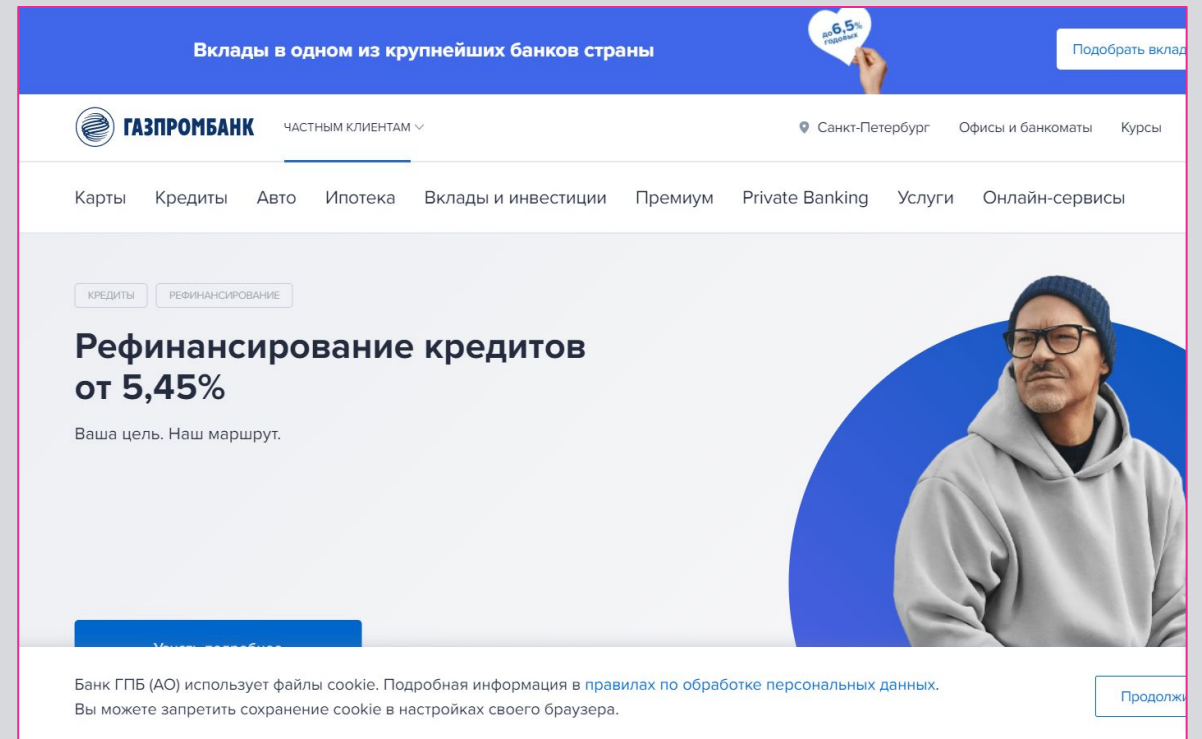 Вклады в одном из крупнейших банков страны
до 6,5%
годовых
Подобрать вклад
ГАЗПРОМБАНК
ЧАСТНЫМ КЛИЕНТАМ
Санкт-Петербург
Офисы и банкоматы
Курсы
Карты Кредиты Авто Ипотека Вклады и инвестиции Премиум Private Banking Услуги Онлайн-сервисы
КРЕДИТЫ РЕФИНАНСИРОВАНИЕ
Рефинансирование кредитов
от 5,45%
Ваша цель. Наш маршрут.
Банк ГПБ (АО) использует файлы cookie. Подробная информация в правилах по обработке персональных данных.
Вы можете запретить сохранение cookie в настройках своего браузера.